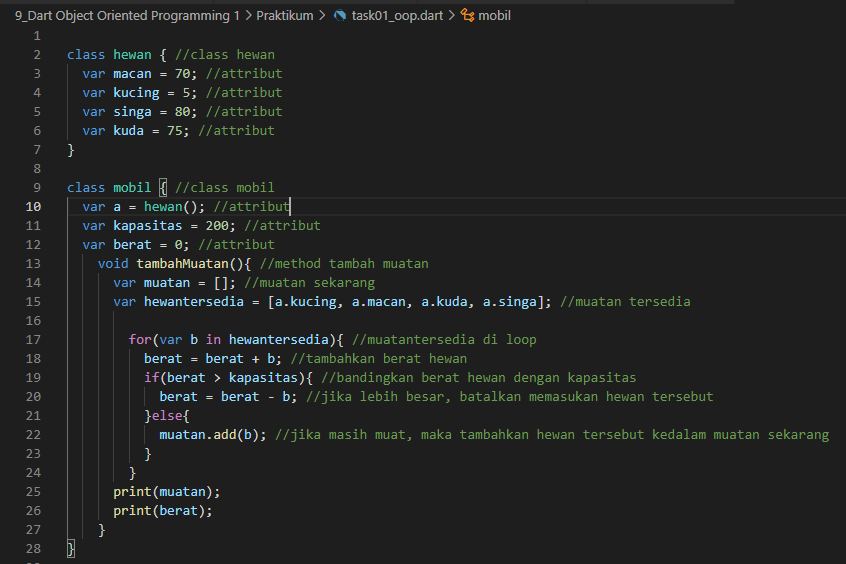 9_Dart Object Oriented Programming 1 > Praktikum > task01_oop.dart > mobil
1
2 class hewan { //class hewan
3 var macan = 70; //attribut
4 var kucing = 5; //attribut
5 var singa = 80; //attribut
6 var kuda = 75; //attribut
7 }
8
9 class mobil { //class mobil
10 var a = hewan(); //attribut
11 var kapasitas = 200; //attribut
12 var berat = 0; //attribut
13 void tambahMuatan(){ //method tambah muatan
14 var muatan = []; //muatan sekarang
15 var hewantersedia = [a.kucing, a.macan, a.kuda, a.singa]; //muatan tersedia
16
17 for(var b in hewantersedia){ //muatantersedia di loop
18 berat = berat + b; //tambahkan berat hewan
19 if(berat > kapasitas){ //bandingkan berat hewan dengan kapasitas
20 berat = berat - b; //jika lebih besar, batalkan memasukan hewan tersebut
21 }else{
22 muatan.add(b); //jika masih muat, maka tambahkan hewan tersebut kedalam muatan sekarang
23 }
24 }
25 print(muatan);
26 print(berat);
27 }
28 }